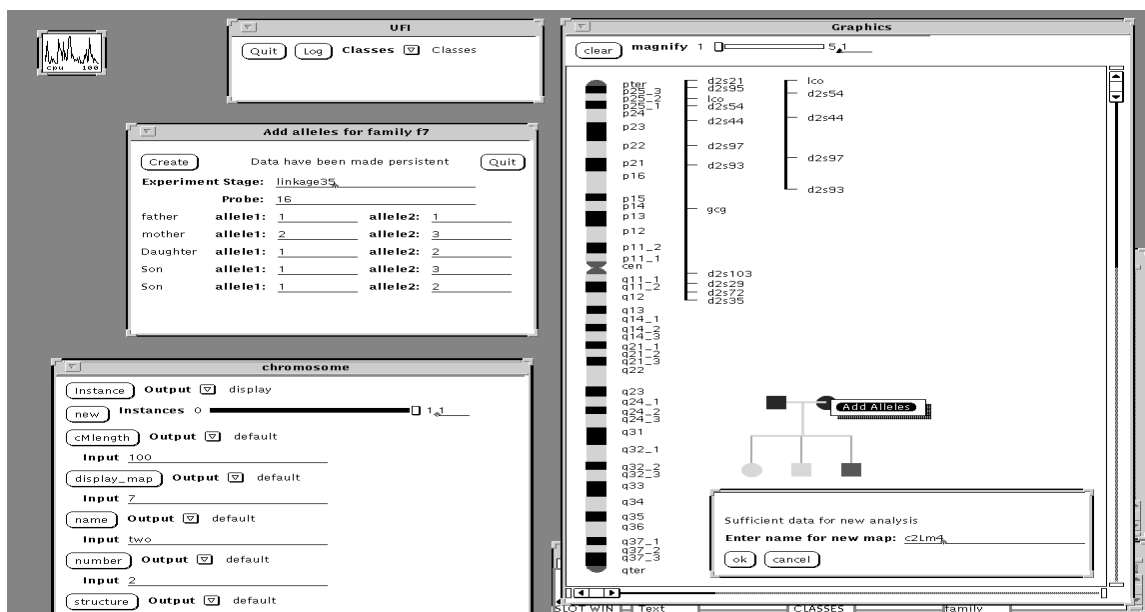 UFI
Quit Log Classes Classes
cpu 100
Add alleles for family f7
Create Data have been made persistent Quit
Experiment Stage: linkage35
Probe: 16
father allele1: 1 allele2: 1
mother allele1: 2 allele2: 3
Daughter allele1: 1 allele2: 2
Son allele1: 1 allele2: 3
Son allele1: 1 allele2: 2
chromosome
Instance Output display
new Instances 0 1 1
cMlength Output default
Input 100
display_map Output default
Input 7
name Output default
Input two
number Output default
Input 2
structure Output default
Graphics
clear magnify 1 5 1
pter
p25_3
p25_2
p25_1
p24
p23
p22
p21
p16
p15
p14
p13
p12
p11_2
p11_1
cen
q11_1
q11_2
q12
q13
q14_1
q14_2
q14_3
q21_1
q21_2
q21_3
q22
q23
q24_1
q24_2
q24_3
q31
q32_1
q32_2
q32_3
q33
q34
q35
q36
q37_1
q37_2
q37_3
qter
d2s21
d2s95
lco
d2s54
d2s44
d2s97
d2s93
gcg
d2s103
d2s29
d2s72
d2s35
lco
d2s54
d2s44
d2s97
d2s93
Add Alleles
Sufficient data for new analysis
Enter name for new map: c2Lm4
ok cancel
SLOT WIN Text CLASSES family